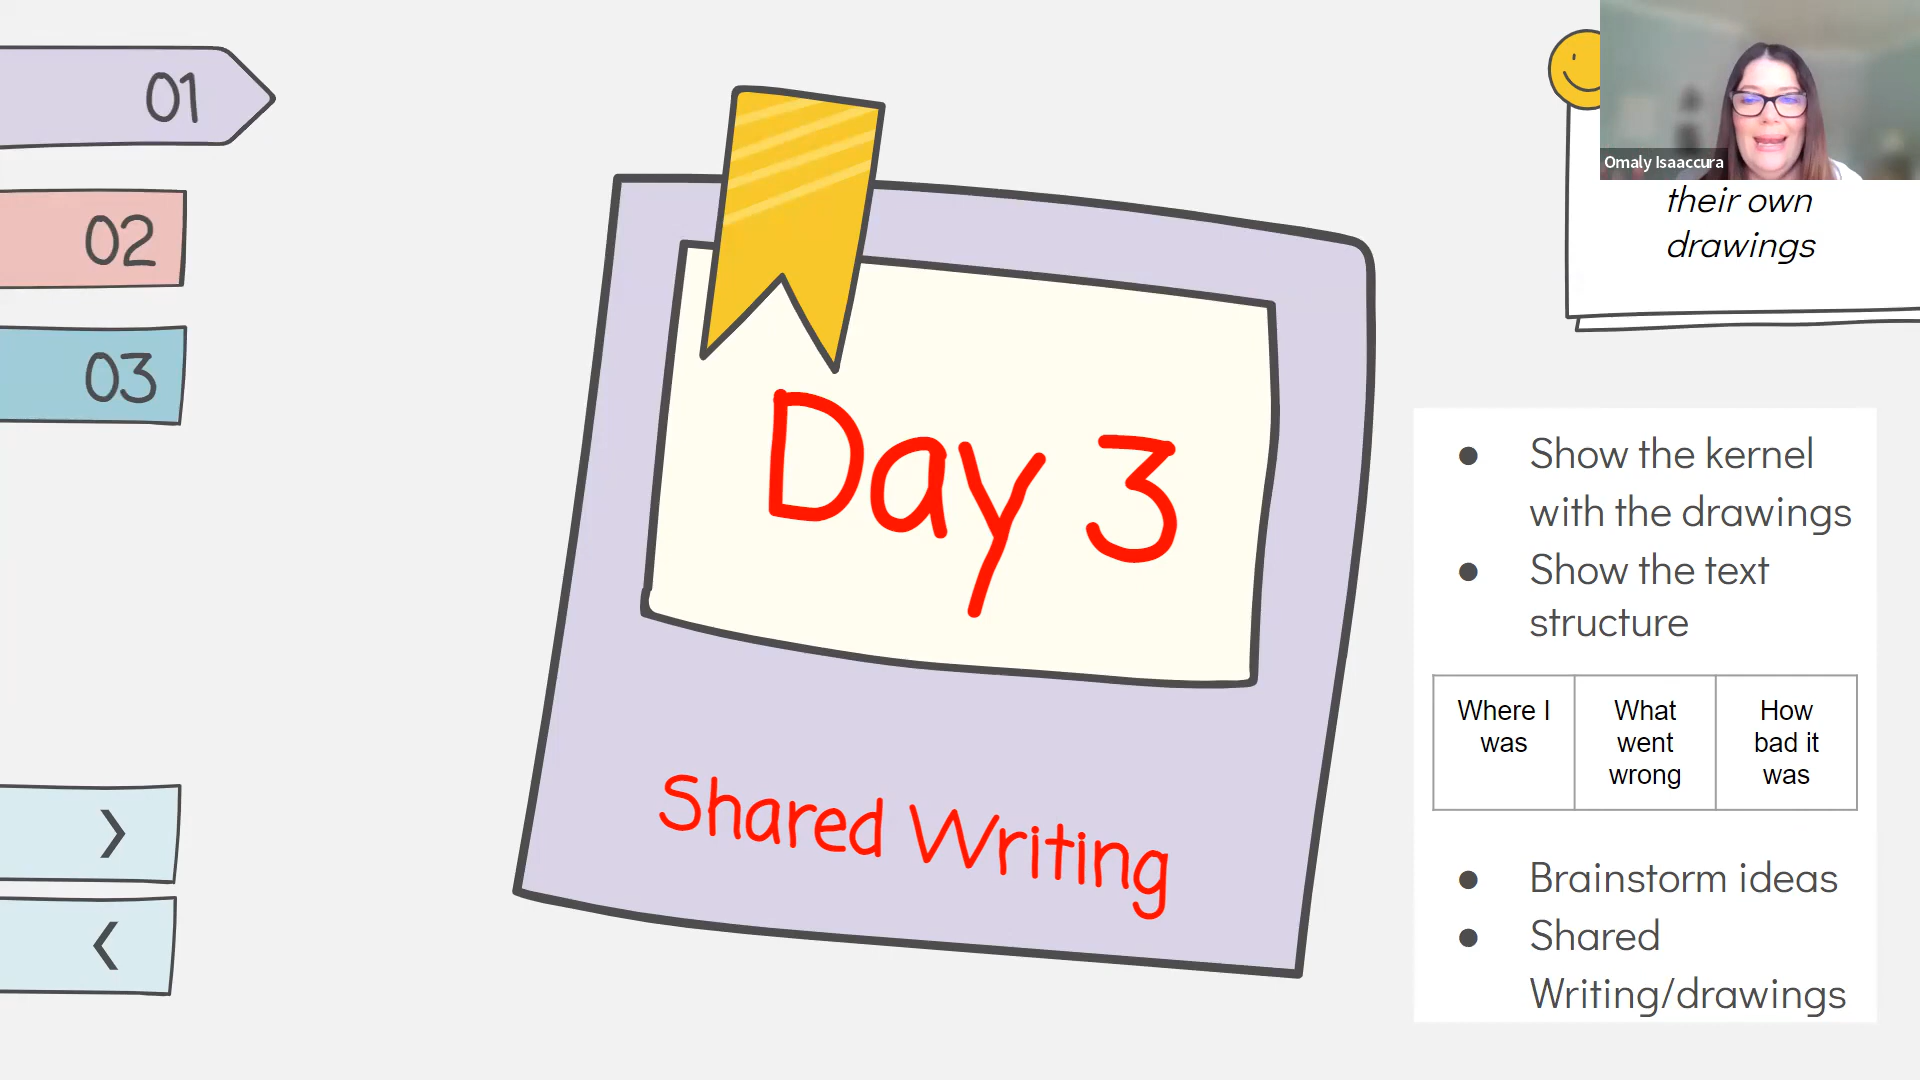 01
02
03
❯
❮
Day 3
Shared Writing
Omaly Isaaccura
their own
drawings
● Show the kernel
with the drawings
● Show the text
structure
Where I
was
What
went
wrong
How
bad it
was
● Brainstorm ideas
● Shared
Writing/drawings